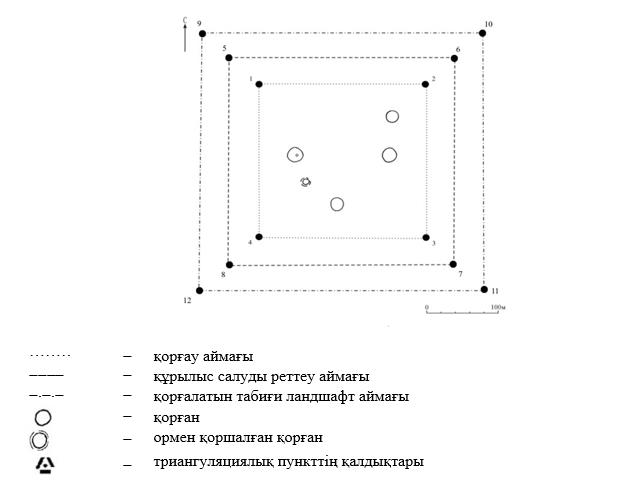 С
9
10
5
6
1
2
4
3
8
7
12
11
0 100м
– қорғау аймағы
– құрылыс салуды реттеу аймағы
– қорғалатын табиғи ландшафт аймағы
– қорған
– ормен қоршалған қорған
– триангуляциялық пункттің қалдықтары